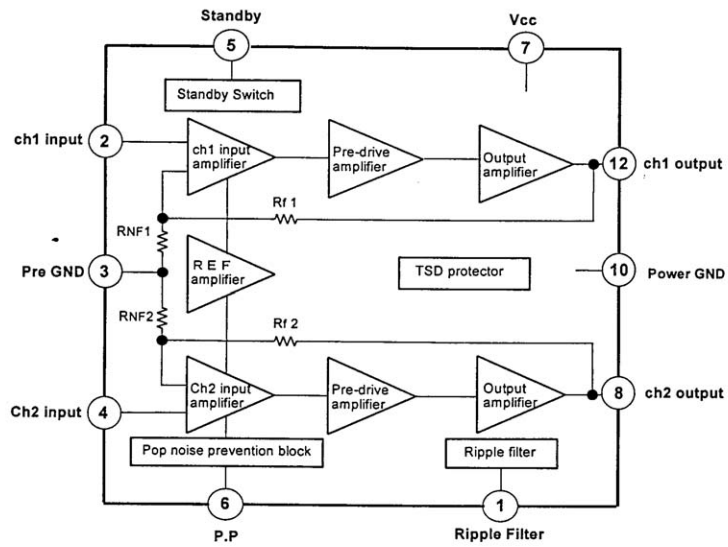 Standby
Vcc
5
7
Standby Switch
ch1 input
2
ch1 input
amplifier
Pre-drive
amplifier
Output
amplifier
12
ch1 output
Rf 1
RNF1
Pre GND
3
R E F
amplifier
TSD protector
10
Power GND
RNF2
Rf 2
Ch2 input
4
Ch2 input
amplifier
Pre-drive
amplifier
Output
amplifier
8
ch2 output
Pop noise prevention block
Ripple filter
6
1
P.P
Ripple Filter